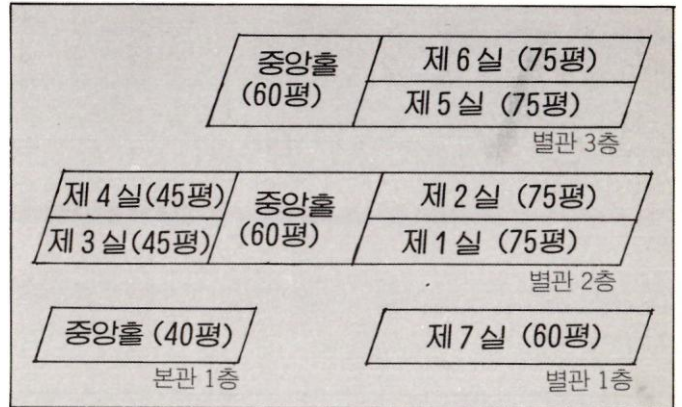 중앙홀 제 6 실 (75평)
(60평) 제 5 실 (75평)
별관 3층
제 4 실(45평) 중앙홀 제 2 실 (75평)
제 3 실(45평) (60평) 제 1 실 (75평)
별관 2층
중앙홀 (40평) 제 7 실 (60평)
본관 1층 별관 1층